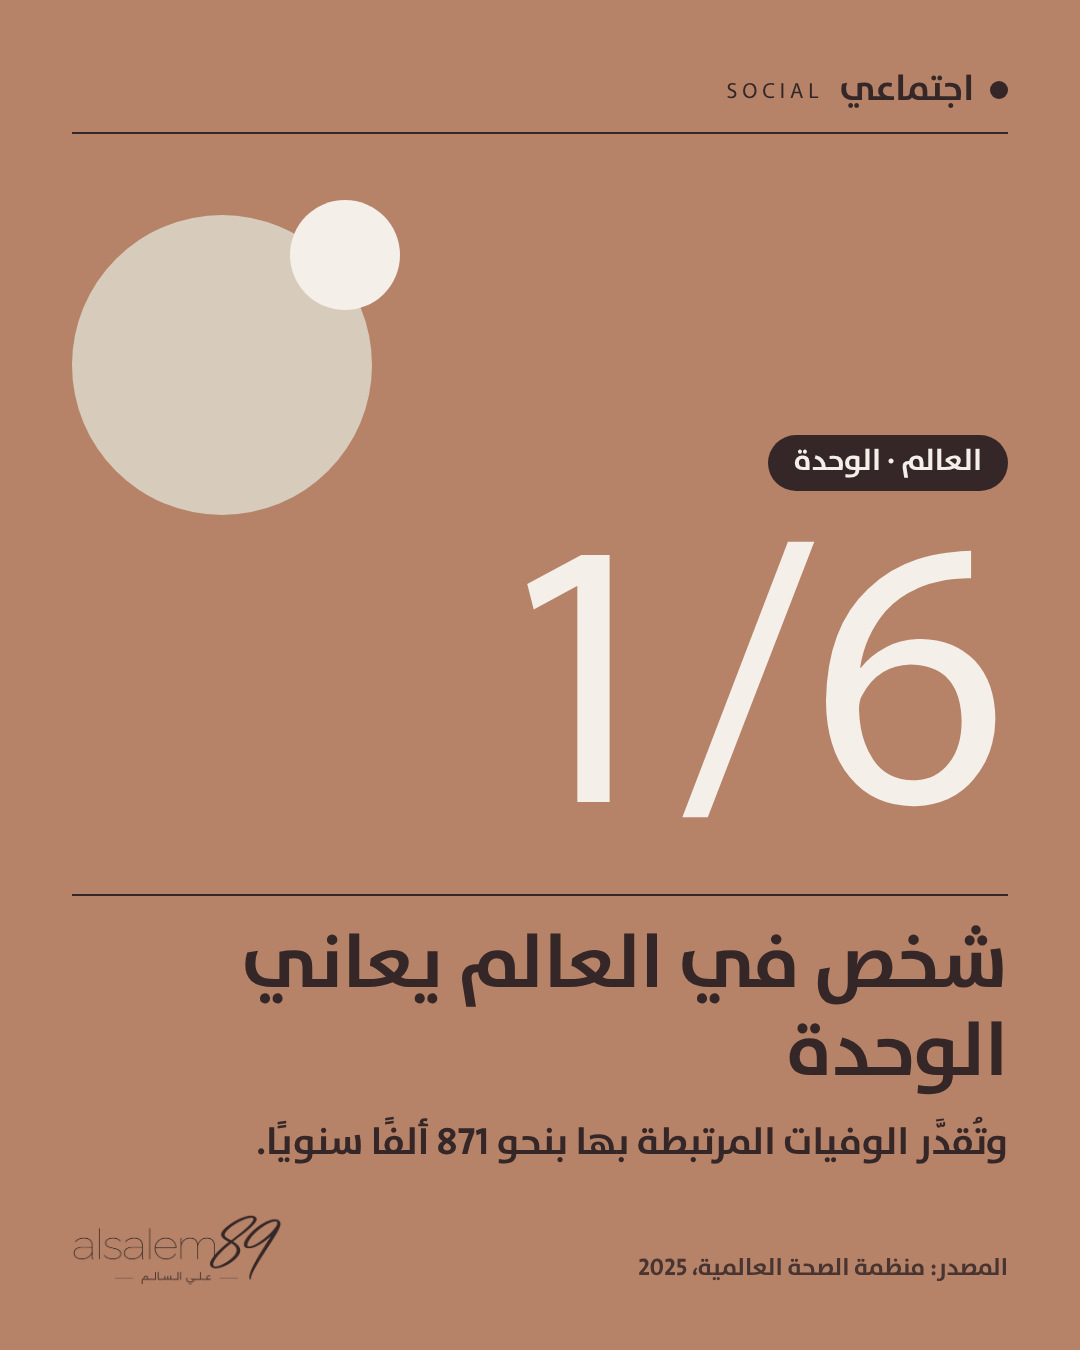 اجتماعي SOCIAL
العالم · الوحدة
1/6
شخص في العالم يعاني
الوحدة
وتُقدَّر الوفيات المرتبطة بها بنحو 871 ألفًا سنويًا.
المصدر: منظمة الصحة العالمية، 2025
alsalem89
علي السالم